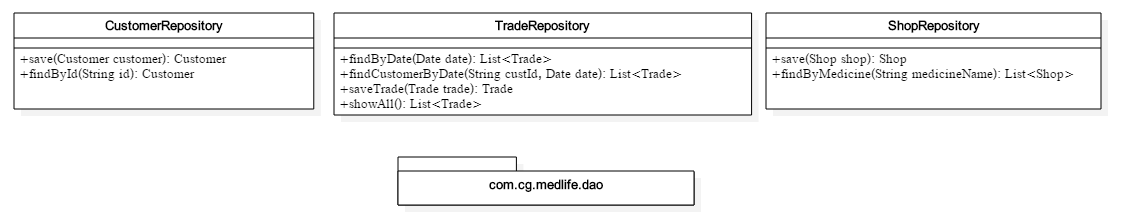 CustomerRepository
+save(Customer customer): Customer
+findById(String id): Customer
TradeRepository
+findByDate(Date date): List<Trade>
+findCustomerByDate(String custId, Date date): List<Trade>
+saveTrade(Trade trade): Trade
+showAll(): List<Trade>
ShopRepository
+save(Shop shop): Shop
+findByMedicine(String medicineName): List<Shop>
com.cg.medlife.dao